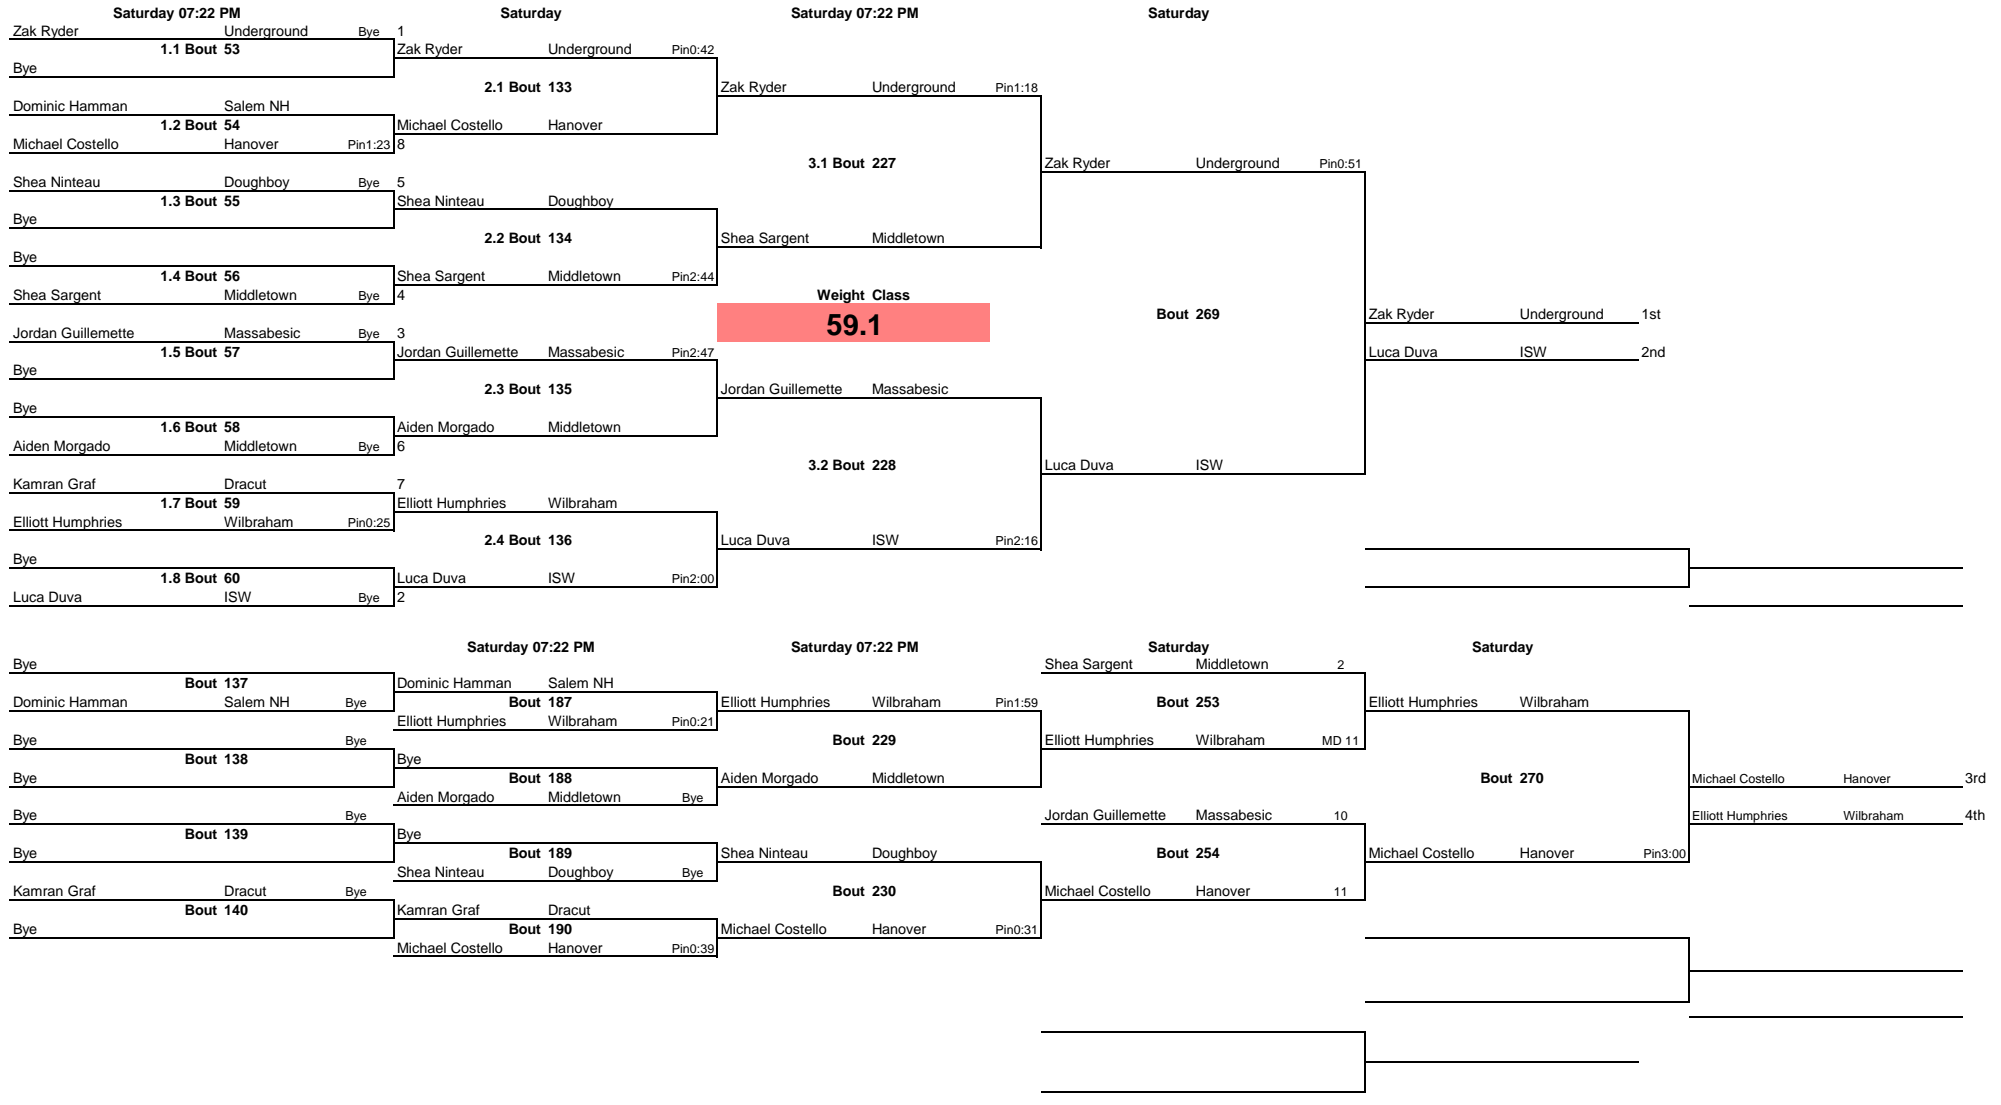 Saturday 07:22 PM Saturday Saturday 07:22 PM Saturday
Zak Ryder Underground Bye 1
1.1 Bout 53 Zak Ryder Underground Pin0:42
Bye
2.1 Bout 133 Zak Ryder Underground Pin1:18
Dominic Hamman Salem NH
1.2 Bout 54 Michael Costello Hanover
Michael Costello Hanover Pin1:23 8
3.1 Bout 227 Zak Ryder Underground Pin0:51
Shea Ninteau Doughboy Bye 5
1.3 Bout 55 Shea Ninteau Doughboy
Bye
2.2 Bout 134 Shea Sargent Middletown
Bye
1.4 Bout 56 Shea Sargent Middletown Pin2:44
Shea Sargent Middletown Bye 4 Weight Class
59.1 Bout 269 Zak Ryder Underground 1st
Jordan Guillemette Massabesic Bye 3
1.5 Bout 57 Jordan Guillemette Massabesic Pin2:47 Luca Duva ISW 2nd
Bye
2.3 Bout 135 Jordan Guillemette Massabesic
Bye
1.6 Bout 58 Aiden Morgado Middletown
Aiden Morgado Middletown Bye 6
3.2 Bout 228 Luca Duva ISW
Kamran Graf Dracut 7
1.7 Bout 59 Elliott Humphries Wilbraham
Elliott Humphries Wilbraham Pin0:25
2.4 Bout 136 Luca Duva ISW Pin2:16
Bye
1.8 Bout 60 Luca Duva ISW Pin2:00
Luca Duva ISW Bye 2
Saturday 07:22 PM Saturday 07:22 PM Saturday Saturday
Bye Shea Sargent Middletown 2
Bout 137 Dominic Hamman Salem NH
Dominic Hamman Salem NH Bye Bout 187 Elliott Humphries Wilbraham Pin1:59 Bout 253 Elliott Humphries Wilbraham
Elliott Humphries Wilbraham Pin0:21
Bye Bye Bout 229 Elliott Humphries Wilbraham MD 11
Bout 138 Bye
Bye Bout 188 Aiden Morgado Middletown Bout 270 Michael Costello Hanover 3rd
Aiden Morgado Middletown Bye
Bye Bye Jordan Guillemette Massabesic 10 Elliott Humphries Wilbraham 4th
Bout 139 Bye
Bye Bout 189 Shea Ninteau Doughboy Bout 254 Michael Costello Hanover Pin3:00
Shea Ninteau Doughboy Bye
Kamran Graf Dracut Bye Bout 230 Michael Costello Hanover 11
Bout 140 Kamran Graf Dracut
Bye Bout 190 Michael Costello Hanover Pin0:31
Michael Costello Hanover Pin0:39